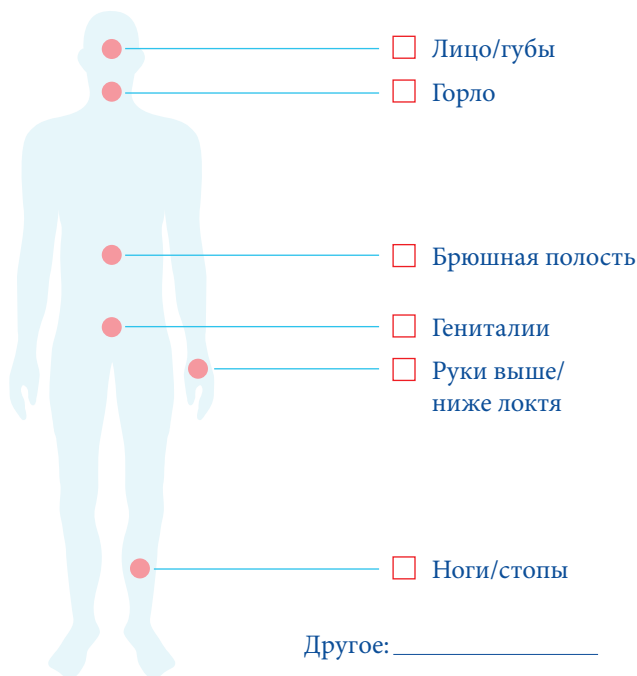 Лицо/губы
Горло
Брюшная полость
Гениталии
Руки выше/
ниже локтя
Ноги/стопы
Другое: